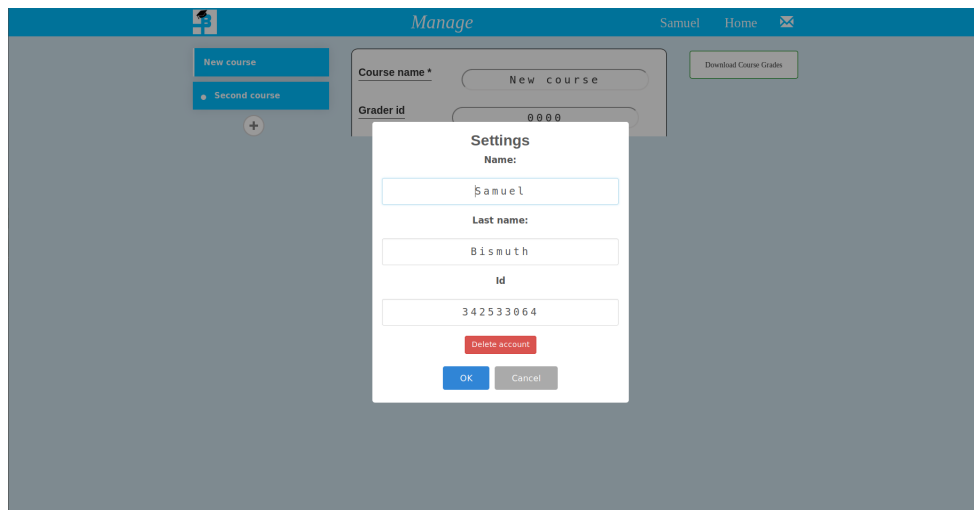 B
Manage
Samuel
Home
New course
Second course
Course name *
New course
Grader id
0000
Download Course Grades
Settings
Name:
Samuel
Last name:
Bismuth
Id
342533064
Delete account
OK
Cancel